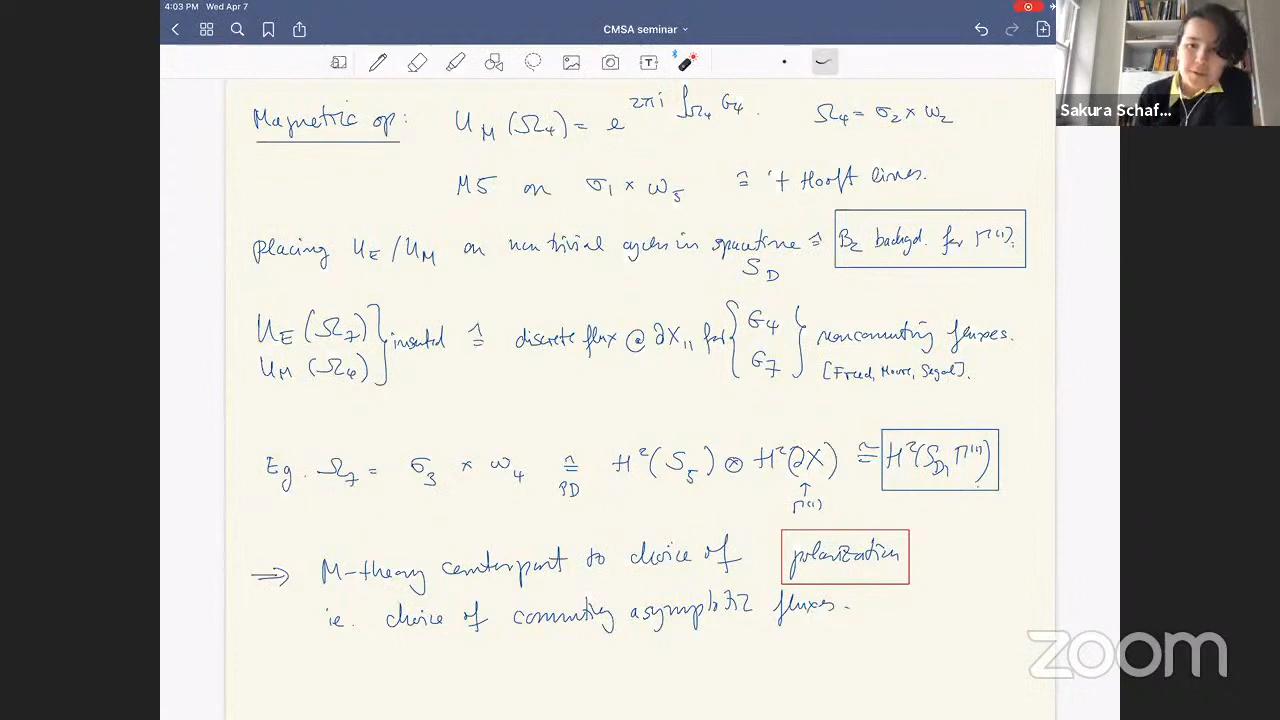 4:03 PM Wed Apr 7
CMSA seminar
Sakura Schaf...
Magnetic op: U_M (Ω_4) = e^{2πi ∫_{Ω_4} G_4} . Ω_4 = σ_2 × ω_2
M5 on σ_1 × ω_5 ≙ 't Hooft lines.
placing U_E / U_M on nontrivial cycles in spacetime ≙ B_2 backgd. for Γ^{(1)}.
S_D
U_E (Ω_7) } inserted ≙ discrete flux @ ∂X_11 for { G_4 } noncommuting fluxes.
U_M (Ω_4) G_7 [Freed, Moore, Segal].
Eg. Ω_7 = σ_3 × ω_4 ≙ H^2(S_5) ⊗ H^2(∂X) ≅ H^2(S_D, Γ^{(1)})
PD ↑
Γ^{(1)}
⇒ M-theory counterpart to choice of polarization
ie. choice of commuting asymptotic fluxes.
zoom